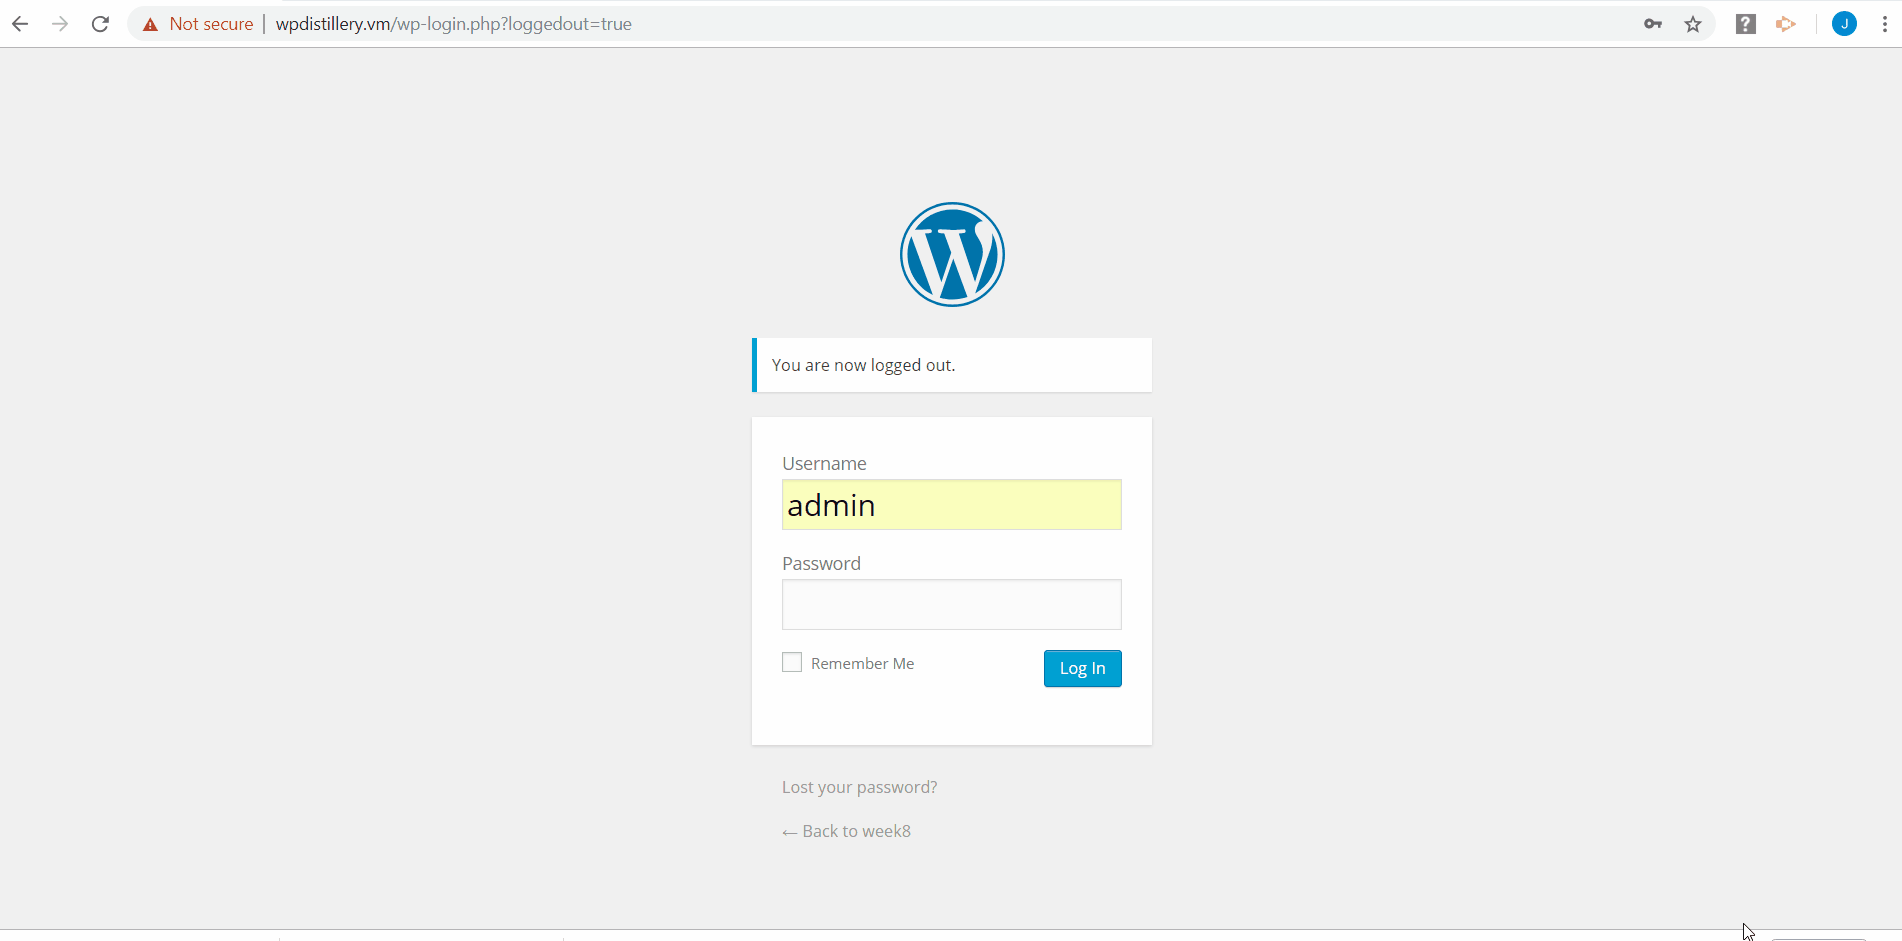 Not secure | wpdistillery.vm/wp-login.php?loggedout=true
J
You are now logged out.
Username
admin
Password
Remember Me
Log In
Lost your password?
← Back to week8